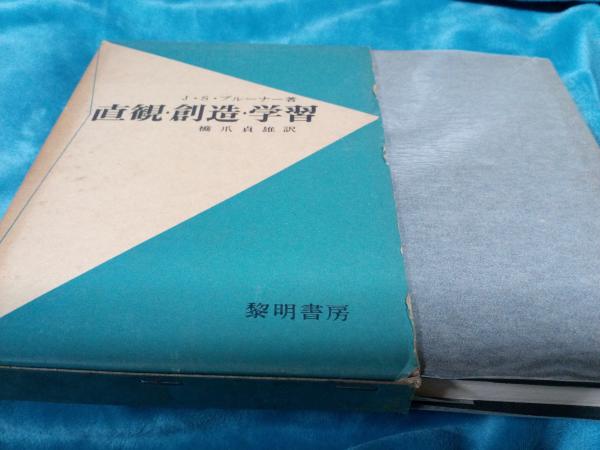 J・S・ブルーナー著
直観・創造・学習
橋爪貞雄訳
黎明書房